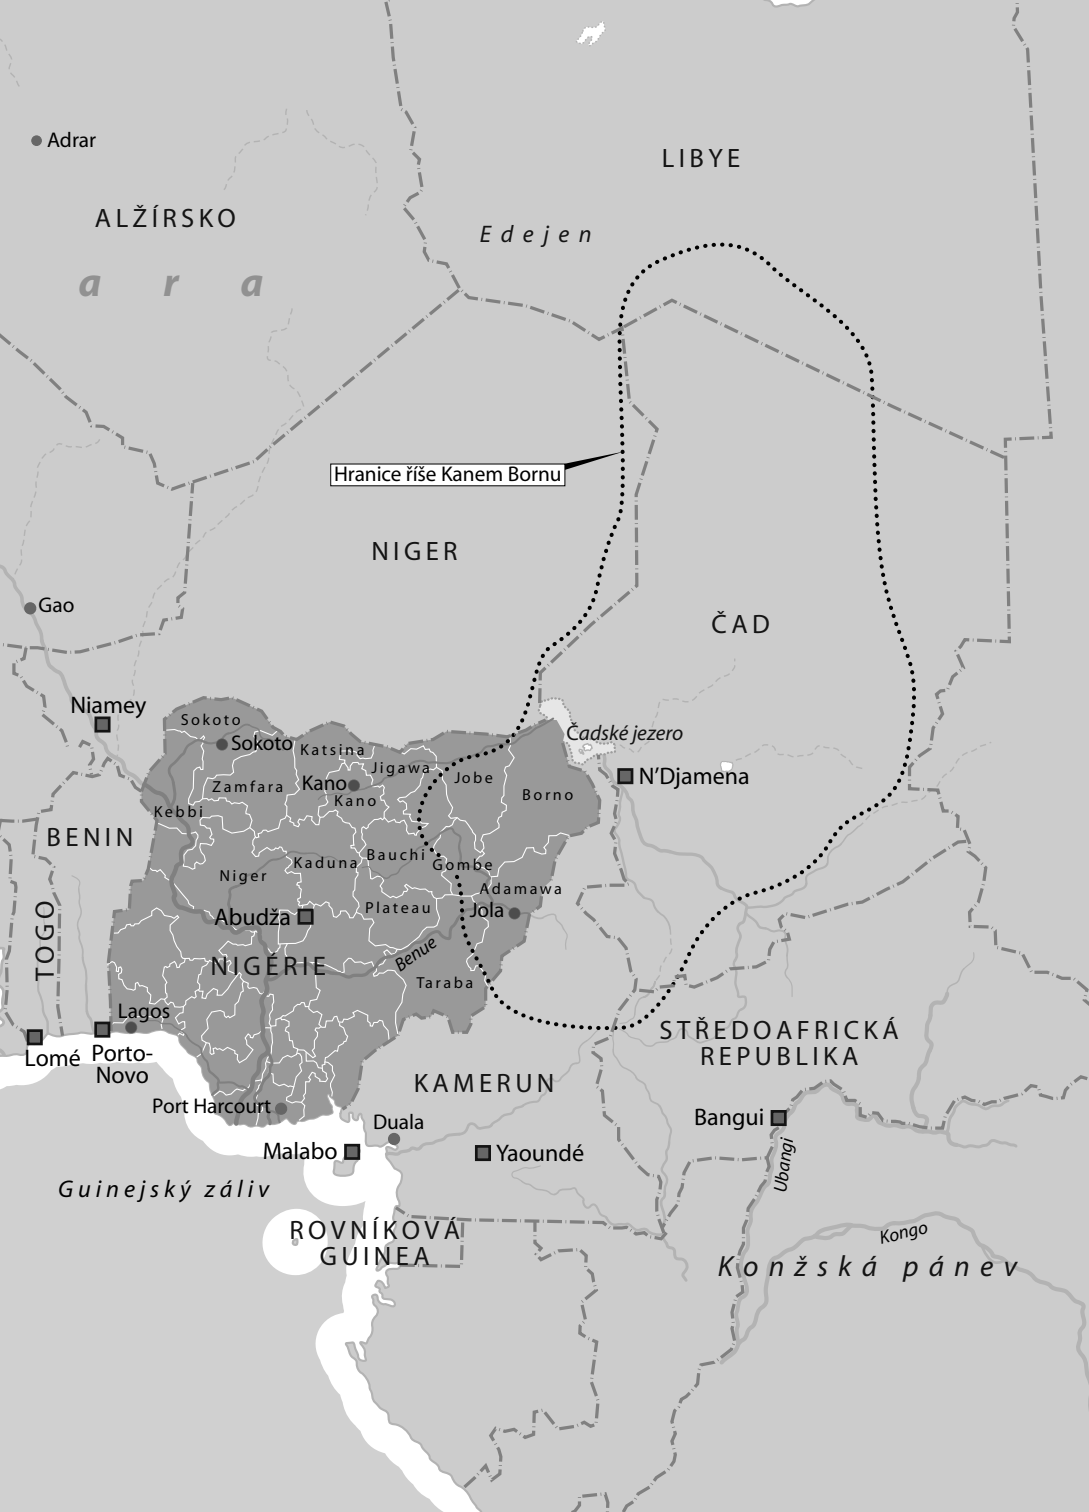 LIBYE
Adrar
ALŽÍRSKO
Edejen
a r a
Hranice říše Kanem Bornu
NIGER
Gao
ČAD
Niamey
Sokoto
Sokoto
Katsina
Čadské jezero
Jigawa
Jobe
N'Djamena
Zamfara
Kano
Kano
Borno
Kebbi
BENIN
Bauchi
Kaduna
Gombe
Niger
Adamawa
Plateau
Jola
Abudža
TOGO
Benue
NIGÉRIE
Taraba
Lagos
STŘEDOAFRICKÁ
REPUBLIKA
Lomé
Porto-
Novo
KAMERUN
Port Harcourt
Duala
Bangui
Malabo
Yaoundé
Ubangi
Guinejský záliv
ROVNÍKOVÁ
GUINEA
Kongo
Konžská pánev